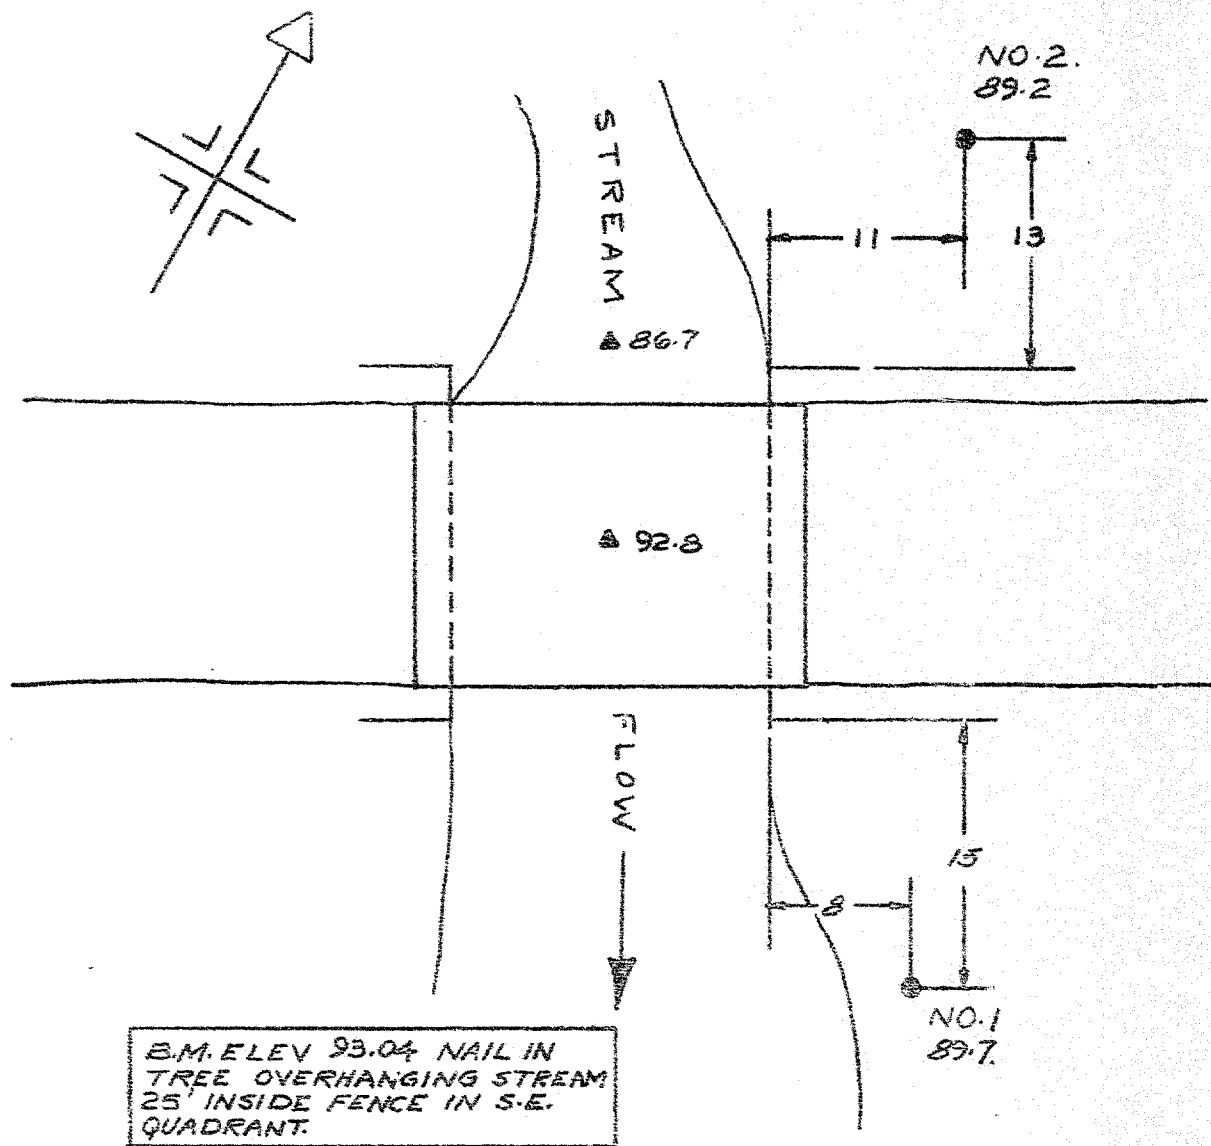 NO.2.
89.2
STREAM
11
13
86.7
92.8
FLOW
15
8
NO.1
89.7.
B.M. ELEV 93.04 NAIL IN
TREE OVERHANGING STREAM
25' INSIDE FENCE IN S.E.
QUADRANT.